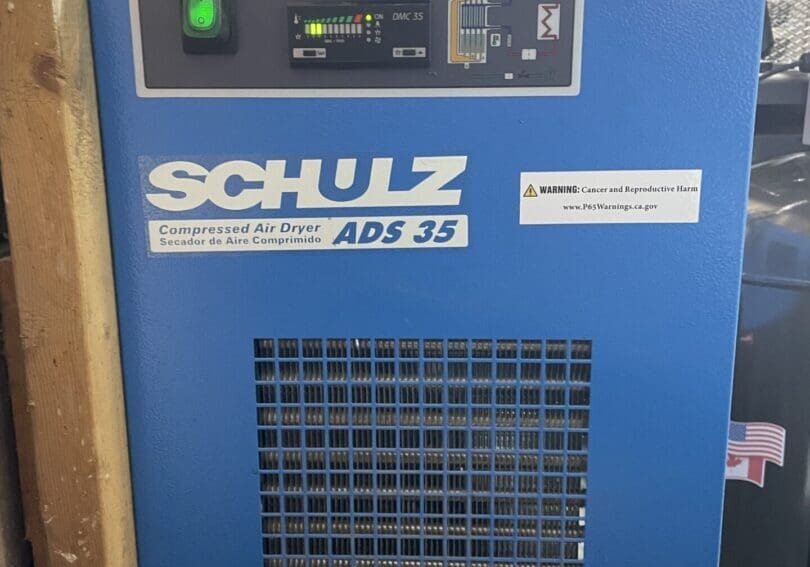 DMC 35
ON
SCHULZ
Compressed Air Dryer
Secador de Aire Comprimido
ADS 35
WARNING: Cancer and Reproductive Harm
www.P65Warnings.ca.gov